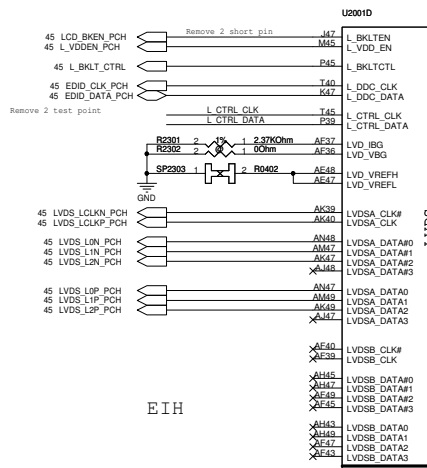 U2001D
45 LCD_BKEN_PCH Remove 2 short pin J47 L_BKLTEN
45 L_VDDEN_PCH M45 L_VDD_EN
45 L_BKLT_CTRL P45 L_BKLTCTL
45 EDID_CLK_PCH T40 L_DDC_CLK
45 EDID_DATA_PCH K47 L_DDC_DATA
Remove 2 test point L_CTRL_CLK T45 L_CTRL_CLK
L_CTRL_DATA P39 L_CTRL_DATA
R2301 2 1% 1 2.37KOhm AF37 LVD_IBG
R2302 2 @ 1 0Ohm AF36 LVD_VBG
SP2303 1 2 R0402 AE48 LVD_VREFH
AE47 LVD_VREFL
GND
45 LVDS_LCLKN_PCH AK39 LVDSA_CLK#
45 LVDS_LCLKP_PCH AK40 LVDSA_CLK
45 LVDS_L0N_PCH AN48 LVDSA_DATA#0
45 LVDS_L1N_PCH AM47 LVDSA_DATA#1
45 LVDS_L2N_PCH AK47 LVDSA_DATA#2
AJ48 LVDSA_DATA#3
45 LVDS_L0P_PCH AN47 LVDSA_DATA0
45 LVDS_L1P_PCH AM49 LVDSA_DATA1
45 LVDS_L2P_PCH AK49 LVDSA_DATA2
AJ47 LVDSA_DATA3
AF40 LVDSB_CLK#
AF39 LVDSB_CLK
AH45 LVDSB_DATA#0
AH47 LVDSB_DATA#1
AF49 LVDSB_DATA#2
AF45 LVDSB_DATA#3
EIH
AH43 LVDSB_DATA0
AH49 LVDSB_DATA1
AF47 LVDSB_DATA2
AF43 LVDSB_DATA3